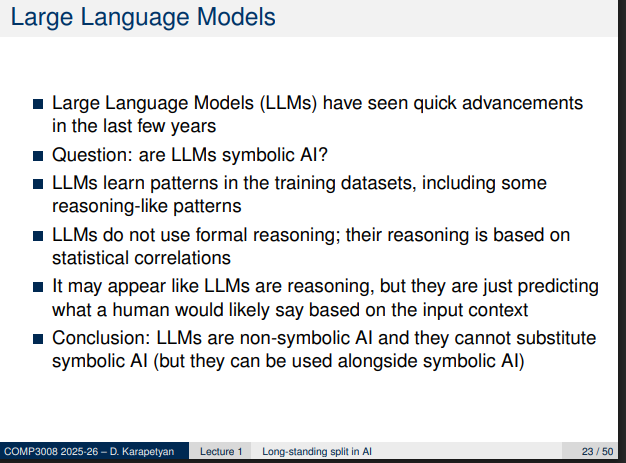 Large Language Models
Large Language Models (LLMs) have seen quick advancements
in the last few years
Question: are LLMs symbolic AI?
LLMs learn patterns in the training datasets, including some
reasoning-like patterns
LLMs do not use formal reasoning; their reasoning is based on
statistical correlations
It may appear like LLMs are reasoning, but they are just predicting
what a human would likely say based on the input context
Conclusion: LLMs are non-symbolic AI and they cannot substitute
symbolic AI (but they can be used alongside symbolic AI)
COMP3008 2025-26 – D. Karapetyan Lecture 1 Long-standing split in AI 23 / 50